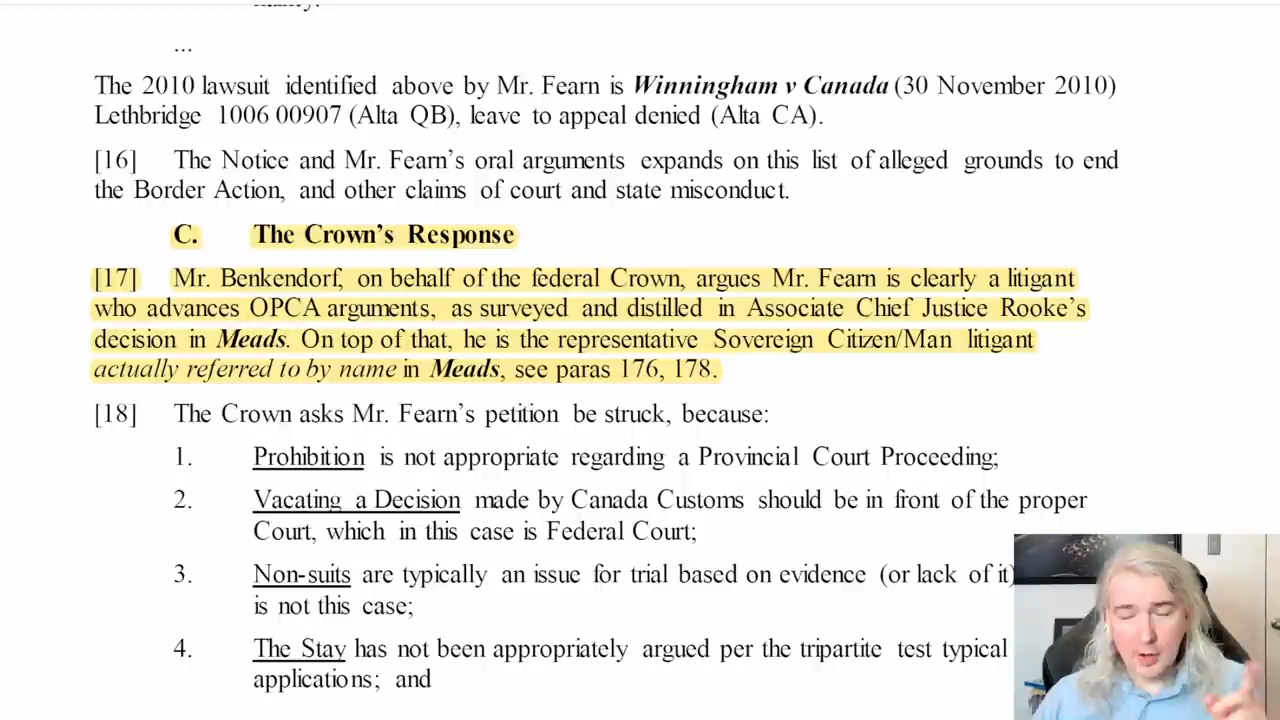 ...
The 2010 lawsuit identified above by Mr. Fearn is Winningham v Canada (30 November 2010)
Lethbridge 1006 00907 (Alta QB), leave to appeal denied (Alta CA).
[16] The Notice and Mr. Fearn's oral arguments expands on this list of alleged grounds to end
the Border Action, and other claims of court and state misconduct.
C. The Crown's Response
[17] Mr. Benkendorf, on behalf of the federal Crown, argues Mr. Fearn is clearly a litigant
who advances OPCA arguments, as surveyed and distilled in Associate Chief Justice Rooke's
decision in Meads. On top of that, he is the representative Sovereign Citizen/Man litigant
actually referred to by name in Meads, see paras 176, 178.
[18] The Crown asks Mr. Fearn's petition be struck, because:
1. Prohibition is not appropriate regarding a Provincial Court Proceeding;
2. Vacating a Decision made by Canada Customs should be in front of the proper
Court, which in this case is Federal Court;
3. Non-suits are typically an issue for trial based on evidence (or lack of it)
is not this case;
4. The Stay has not been appropriately argued per the tripartite test typical
applications; and